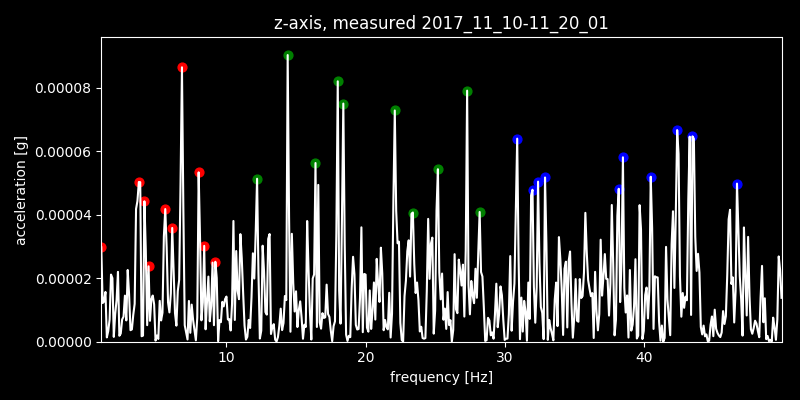 z-axis, measured 2017_11_10-11_20_01
acceleration [g]
0.00008
0.00006
0.00004
0.00002
0.00000
10 20 30 40
frequency [Hz]